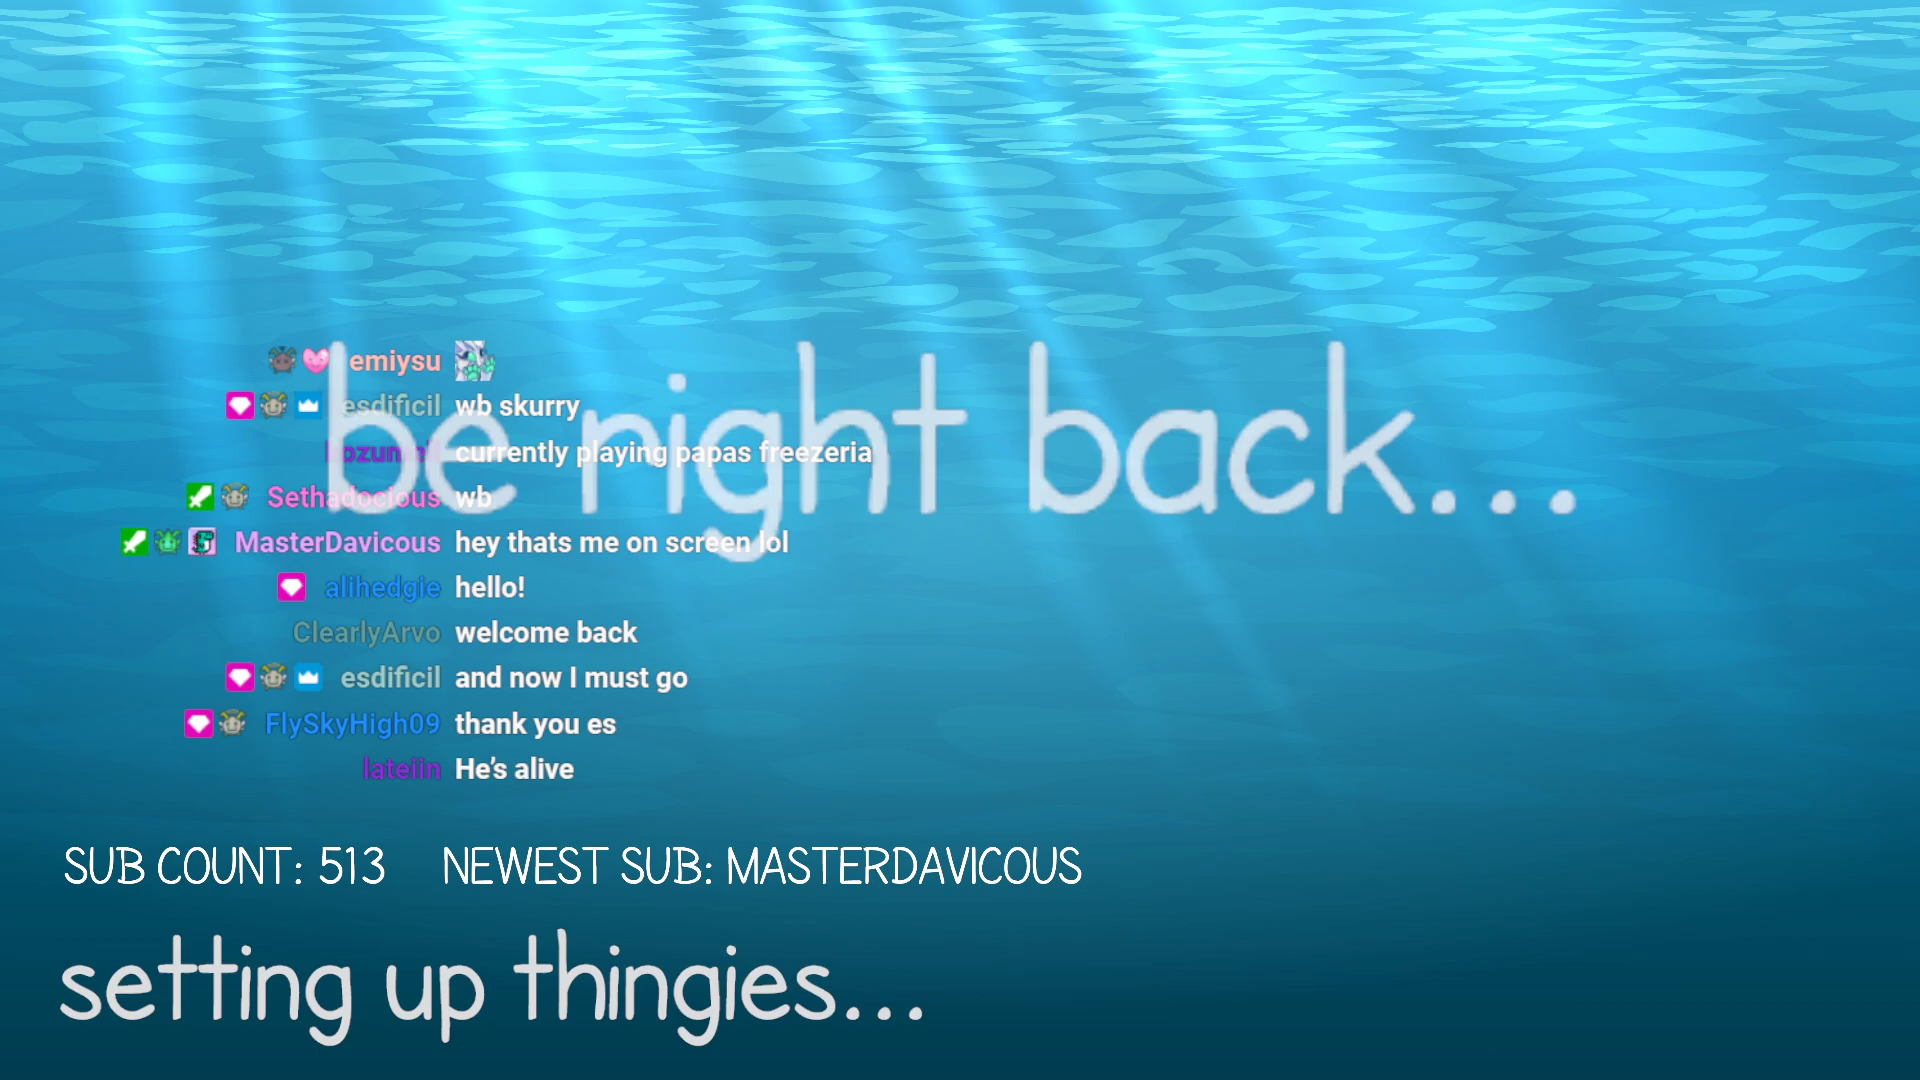 be right back...
emiysu
esdificil wb skurry
currently playing papas freezeria
Sethadocious wb
MasterDavicous hey thats me on screen lol
alihedgie hello!
ClearlyArvo welcome back
esdificil and now I must go
FlySkyHigh09 thank you es
lateiin He's alive
SUB COUNT: 513 NEWEST SUB: MASTERDAVICOUS
setting up thingies...